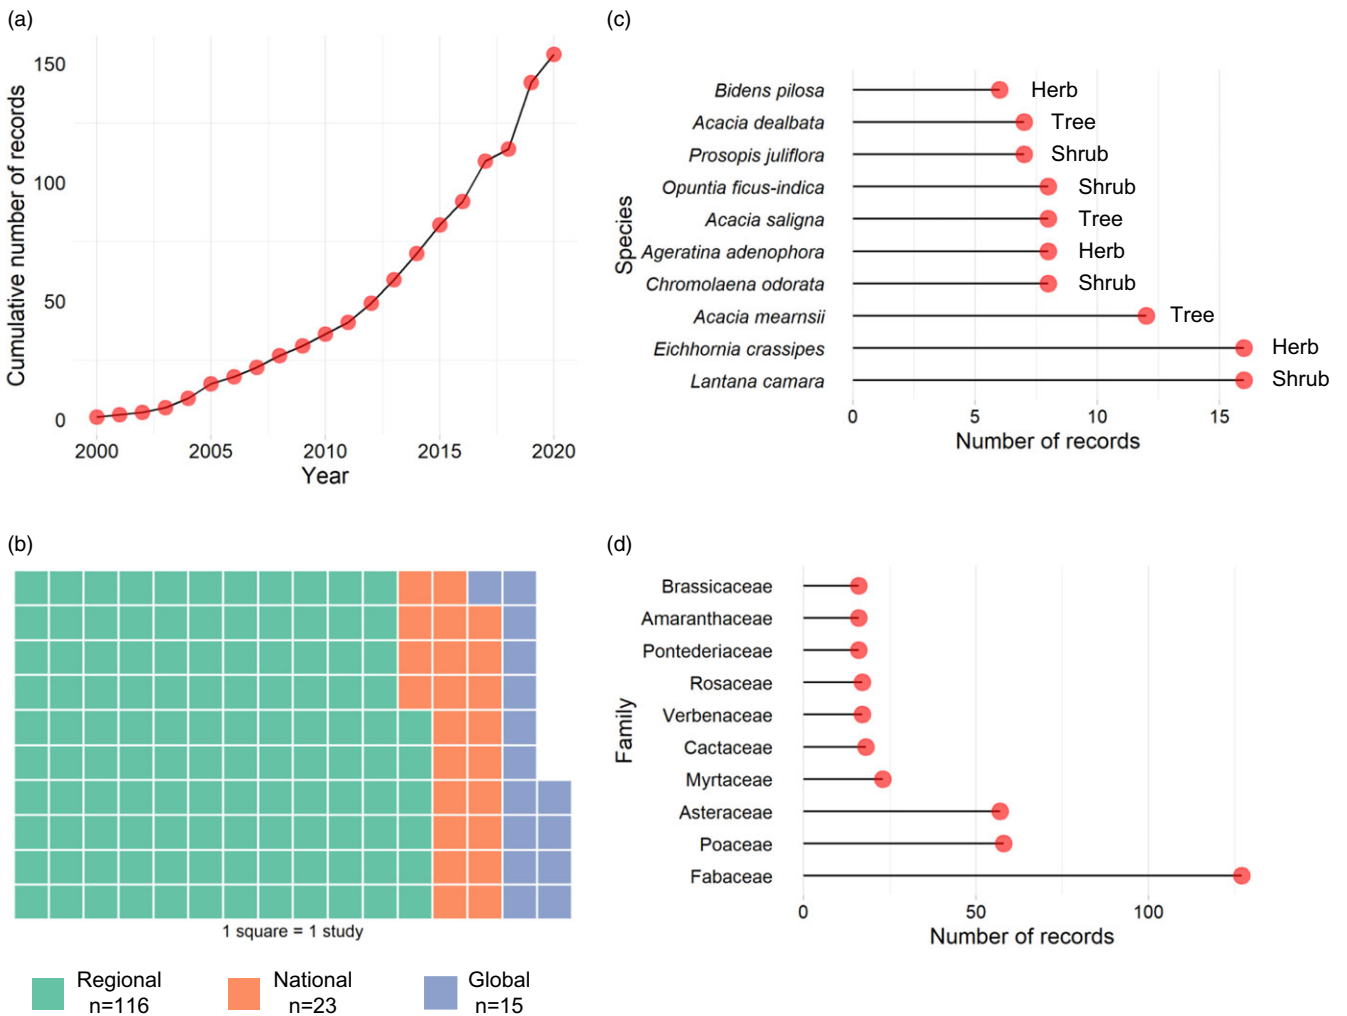 (a)
Cumulative number of records
150
100
50
0
2000 2005 2010 2015 2020
Year
(c)
Species
Bidens pilosa Herb
Acacia dealbata Tree
Prosopis juliflora Shrub
Opuntia ficus-indica Shrub
Acacia saligna Tree
Ageratina adenophora Herb
Chromolaena odorata Shrub
Acacia mearnsii Tree
Eichhornia crassipes Herb
Lantana camara Shrub
0 5 10 15
Number of records
(b)
1 square = 1 study
Regional
n=116
National
n=23
Global
n=15
(d)
Family
Brassicaceae
Amaranthaceae
Pontederiaceae
Rosaceae
Verbenaceae
Cactaceae
Myrtaceae
Asteraceae
Poaceae
Fabaceae
0 50 100
Number of records